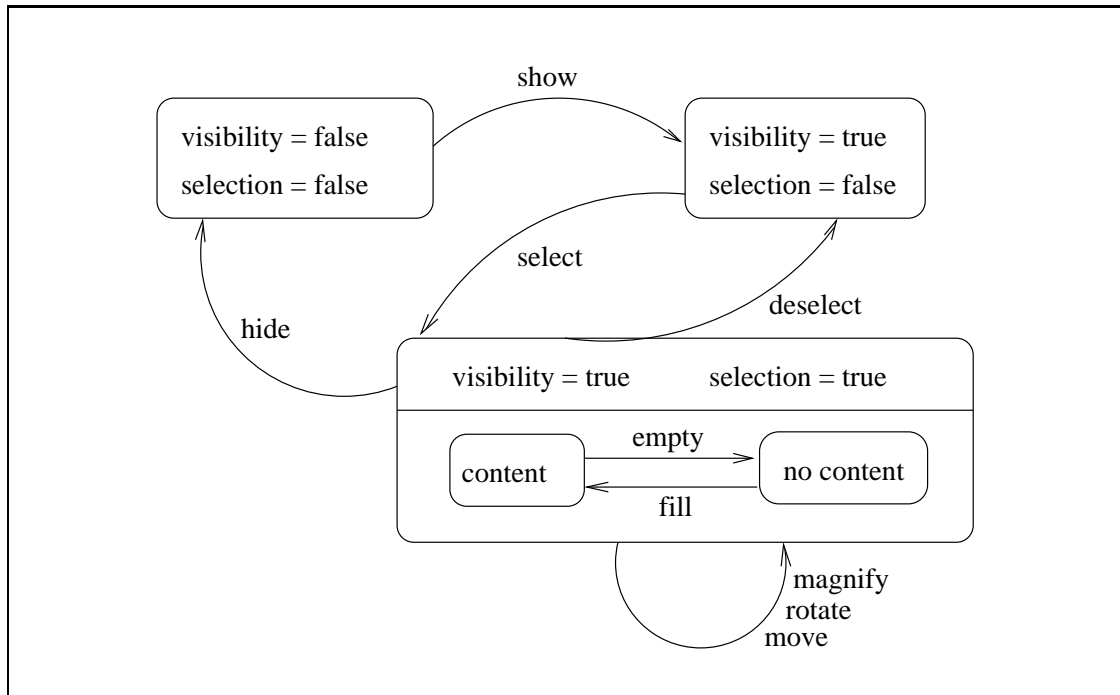 show
visibility = false
selection = false
visibility = true
selection = false
select
deselect
hide
visibility = true
selection = true
empty
content
no content
fill
magnify
rotate
move